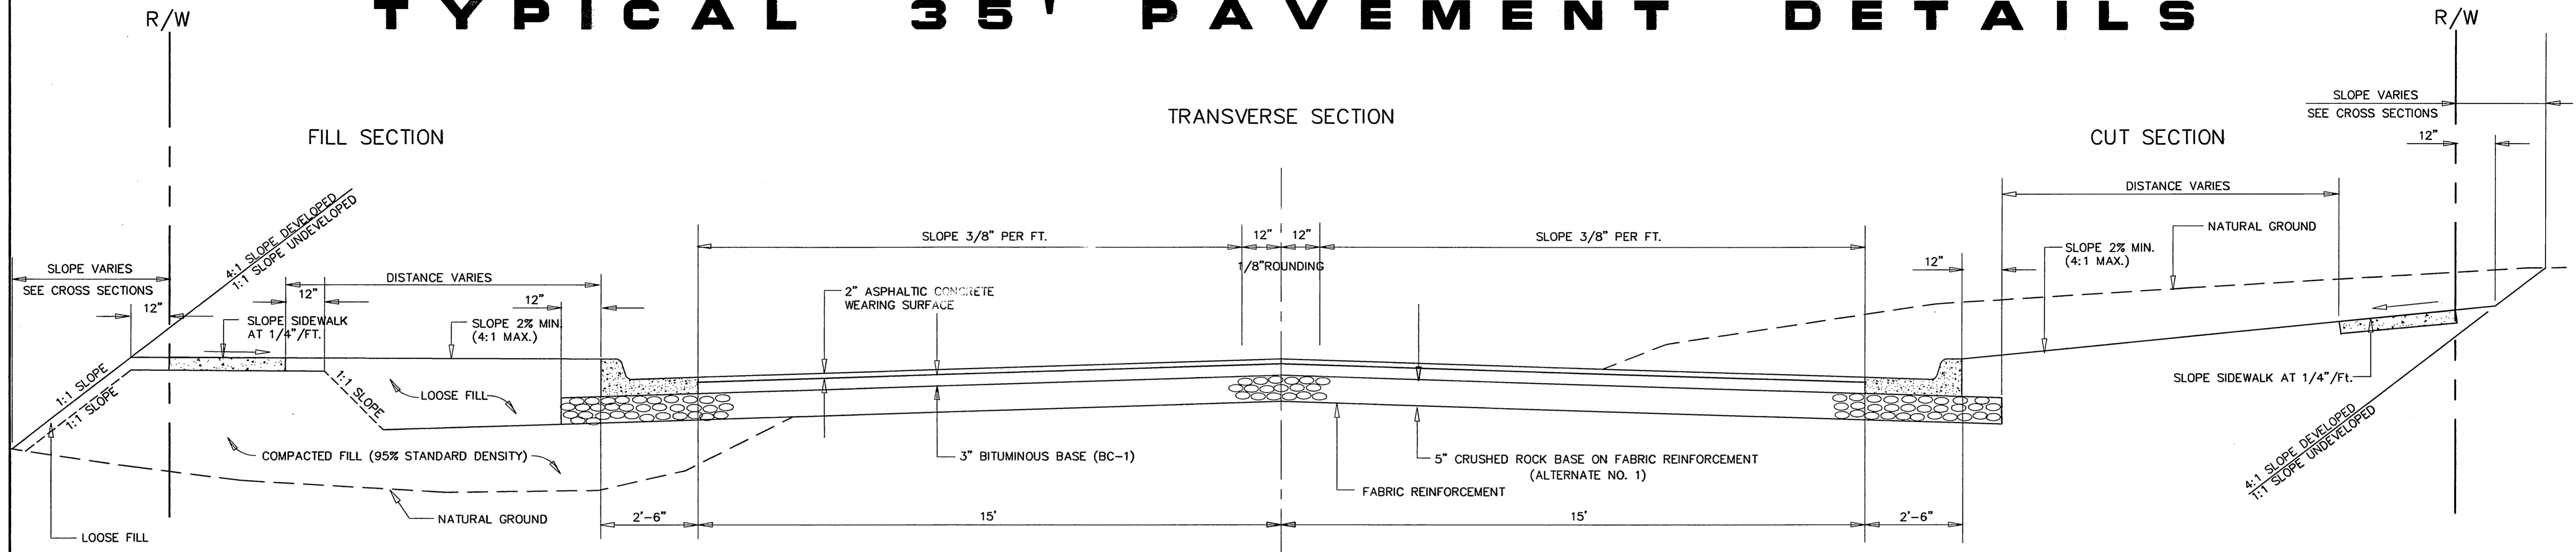 TYPICAL 35' PAVEMENT DETAILS
R/W
R/W
TRANSVERSE SECTION
FILL SECTION
CUT SECTION
SLOPE VARIES
SEE CROSS SECTIONS
12"
DISTANCE VARIES
NATURAL GROUND
SLOPE 2% MIN.
(4:1 MAX.)
12"
SLOPE SIDEWALK AT 1/4"/Ft.
4:1 SLOPE DEVELOPED
1:1 SLOPE UNDEVELOPED
4:1 SLOPE DEVELOPED
1:1 SLOPE UNDEVELOPED
SLOPE VARIES
SEE CROSS SECTIONS
12"
DISTANCE VARIES
12"
12"
SLOPE SIDEWALK
AT 1/4"/FT.
SLOPE 2% MIN.
(4:1 MAX.)
1:1 SLOPE
1:1 SLOPE
1:1 SLOPE
LOOSE FILL
COMPACTED FILL (95% STANDARD DENSITY)
NATURAL GROUND
LOOSE FILL
SLOPE 3/8" PER FT.
12"
12"
SLOPE 3/8" PER FT.
1/8"ROUNDING
2" ASPHALTIC CONCRETE
WEARING SURFACE
3" BITUMINOUS BASE (BC-1)
5" CRUSHED ROCK BASE ON FABRIC REINFORCEMENT
(ALTERNATE NO. 1)
FABRIC REINFORCEMENT
2'-6"
15'
15'
2'-6"